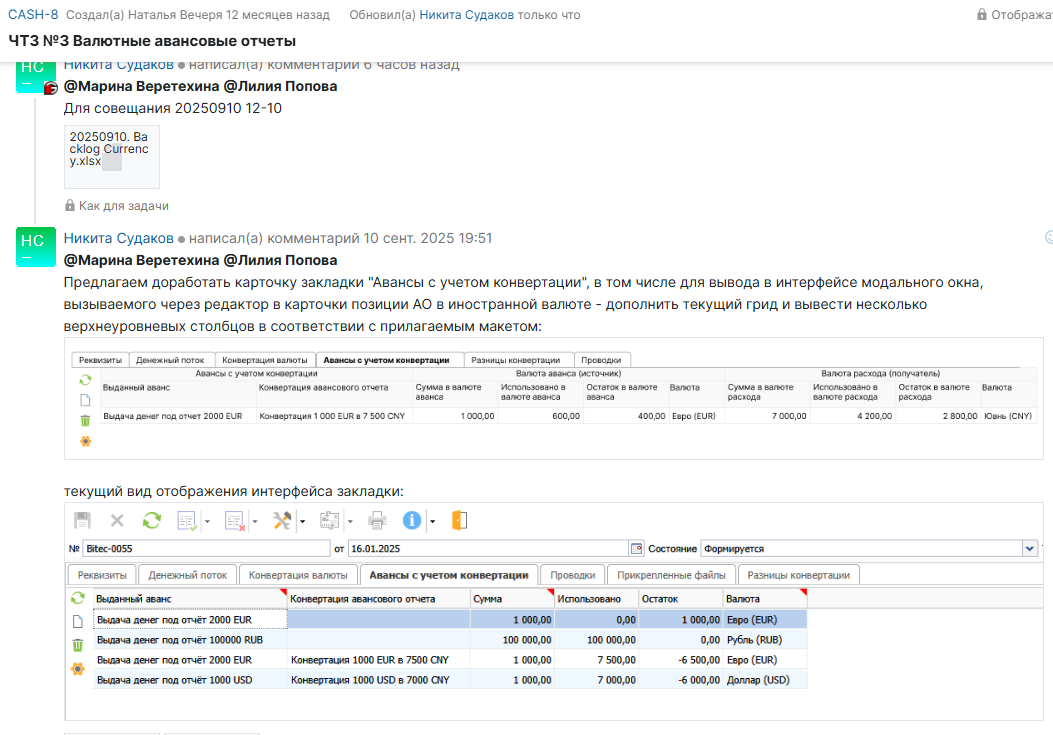 CASH-8 Создал(а) Наталья Вечеря 12 месяцев назад Обновил(а) Никита Судаков только что Отображат
ЧТЗ №3 Валютные авансовые отчеты
НС
Никита Судаков написал(а) комментарий 6 часов назад
@Марина Веретехина @Лилия Попова
Для совещания 20250910 12-10
20250910. Ba
cklog Currenc
y.xlsx
Как для задачи
НС
Никита Судаков написал(а) комментарий 10 сент. 2025 19:51
@Марина Веретехина @Лилия Попова
Предлагаем доработать карточку закладки "Авансы с учетом конвертации", в том числе для вывода в интерфейсе модального окна,
вызываемого через редактор в карточки позиции АО в иностранной валюте - дополнить текущий грид и вывести несколько
верхнеуровневых столбцов в соответствии с прилагаемым макетом:
Реквизиты Денежный поток Конвертация валюты Авансы с учетом конвертации Разницы конвертации Проводки
Авансы с учетом конвертации Валюта аванса (источник) Валюта расхода (получатель)
Выданный аванс Конвертация авансового отчета Сумма в валюте Использовано в Остаток в валюте Валюта Сумма в валюте Использовано в Остаток в валюте Валюта
аванса валюте аванса аванса расхода валюте расхода расхода
Выдача денег под отчет 2000 EUR Конвертация 1 000 EUR в 7 500 CNY 1 000,00 600,00 400,00 Евро (EUR) 7 000,00 4 200,00 2 800,00 Юань (CNY)
текущий вид отображения интерфейса закладки:
№ Bitec-0055 от 16.01.2025 Состояние Формируется
Реквизиты Денежный поток Конвертация валюты Авансы с учетом конвертации Проводки Прикрепленные файлы Разницы конвертации
Выданный аванс Конвертация авансового отчета Сумма Использовано Остаток Валюта
Выдача денег под отчёт 2000 EUR 1 000,00 0,00 1 000,00 Евро (EUR)
Выдача денег под отчёт 100000 RUB 100 000,00 100 000,00 0,00 Рубль (RUB)
Выдача денег под отчёт 2000 EUR Конвертация 1000 EUR в 7500 CNY 1 000,00 7 500,00 -6 500,00 Евро (EUR)
Выдача денег под отчёт 1000 USD Конвертация 1000 USD в 7000 CNY 1 000,00 7 000,00 -6 000,00 Доллар (USD)